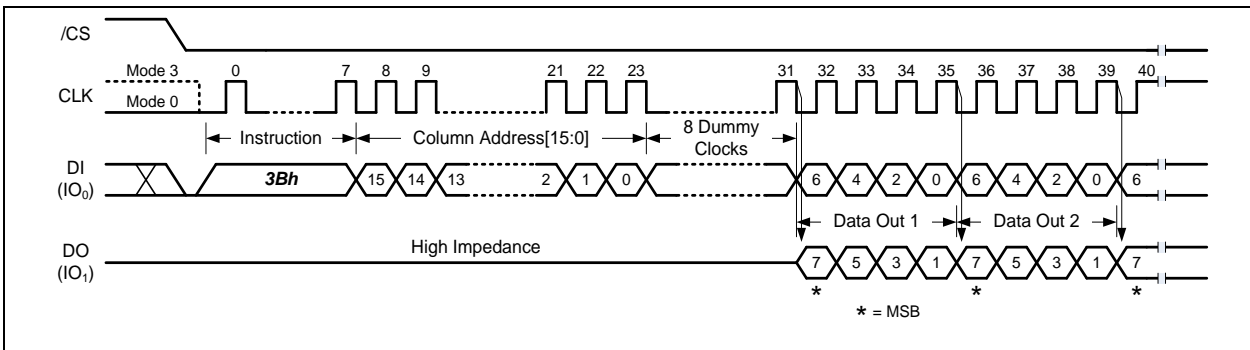 /CS
Mode 3
0 7 8 9 21 22 23 31 32 33 34 35 36 37 38 39 40
CLK
Mode 0
Instruction Column Address[15:0] 8 Dummy Clocks
DI
(IO₀)
3Bh 15 14 13 2 1 0 6 4 2 0 6 4 2 0 6
Data Out 1 Data Out 2
High Impedance
DO
(IO₁)
7 5 3 1 7 5 3 1 7
* * *
* = MSB